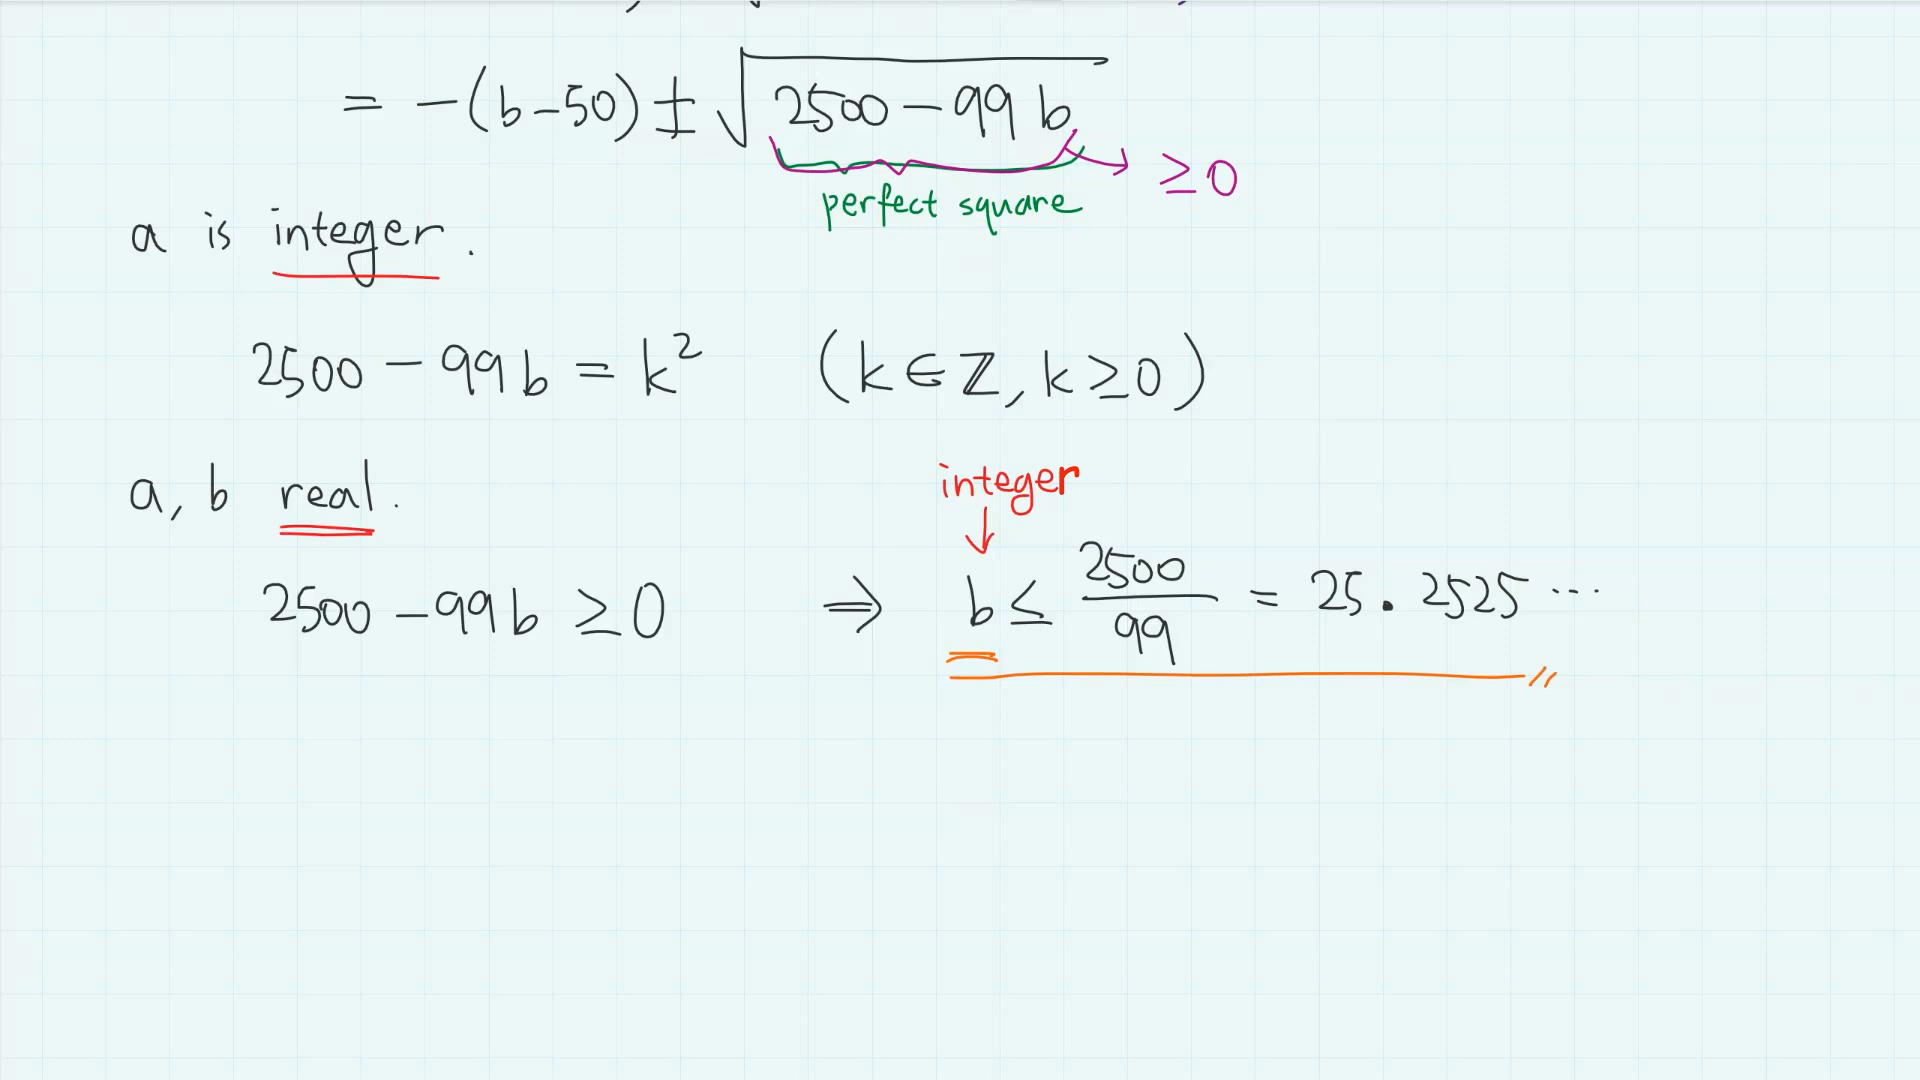 = -(b-50) ± √(2500-99b)
≥0
perfect square
a is integer.
2500-99b = k² (k∈ℤ, k≥0)
a, b real.
integer
↓
2500-99b ≥0 ⇒ b ≤ 2500/99 = 25.2525⋯